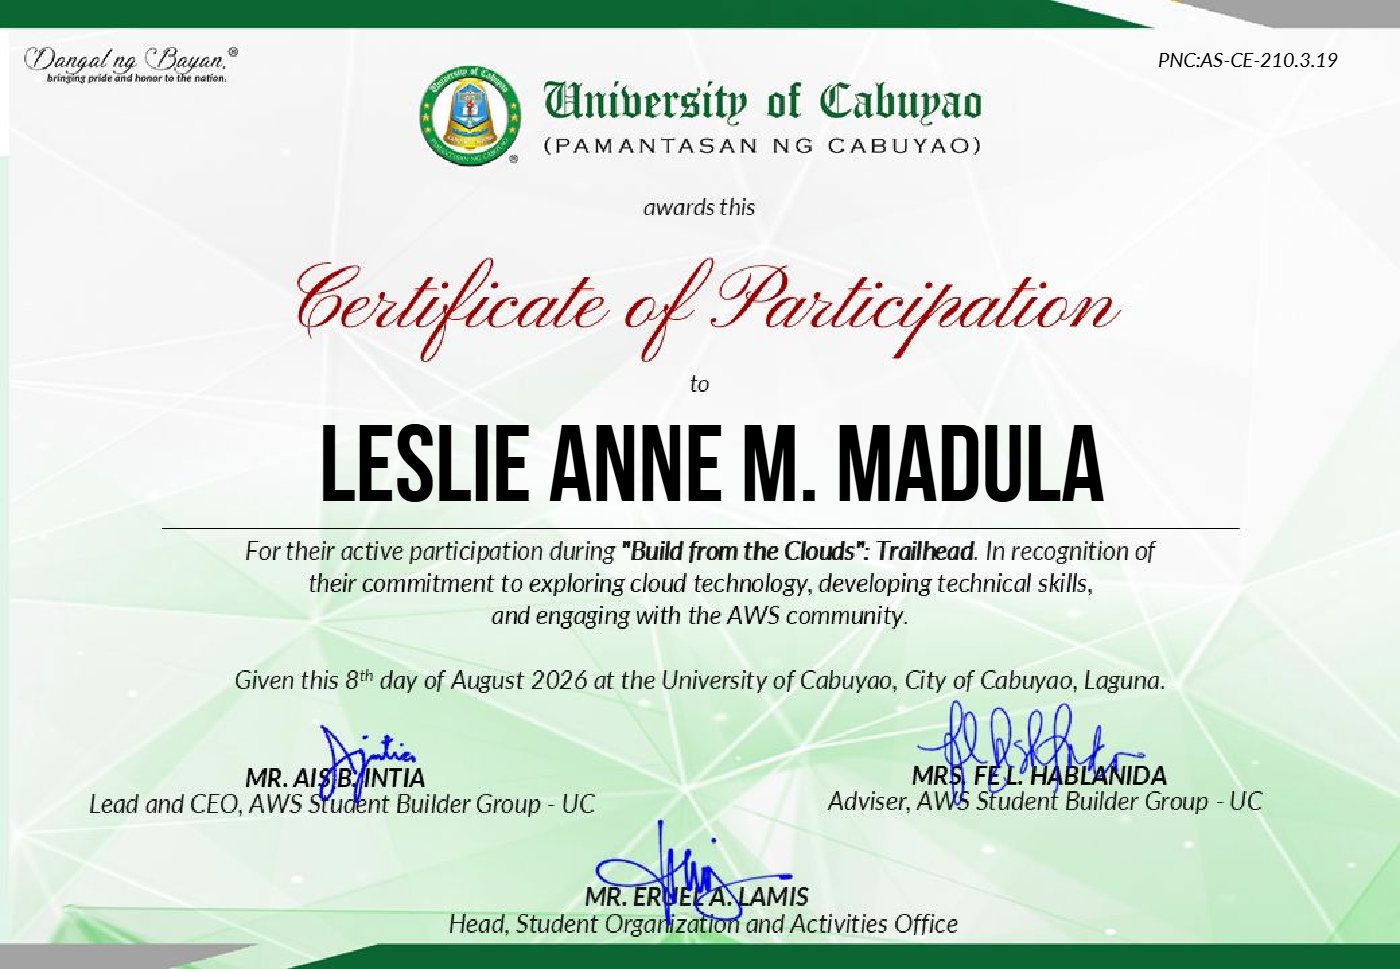 Dangal ng Bayan.®
bringing pride and honor to the nation.
PNC:AS-CE-210.3.19
University of Cabuyao
(PAMANTASAN NG CABUYAO)
awards this
Certificate of Participation
to
LESLIE ANNE M. MADULA
For their active participation during "Build from the Clouds": Trailhead. In recognition of
their commitment to exploring cloud technology, developing technical skills,
and engaging with the AWS community.
Given this 8th day of August 2026 at the University of Cabuyao, City of Cabuyao, Laguna.
MR. AIS B. INTIA
Lead and CEO, AWS Student Builder Group - UC
MRS. FE L. HABLANIDA
Adviser, AWS Student Builder Group - UC
MR. ERUEL A. LAMIS
Head, Student Organization and Activities Office